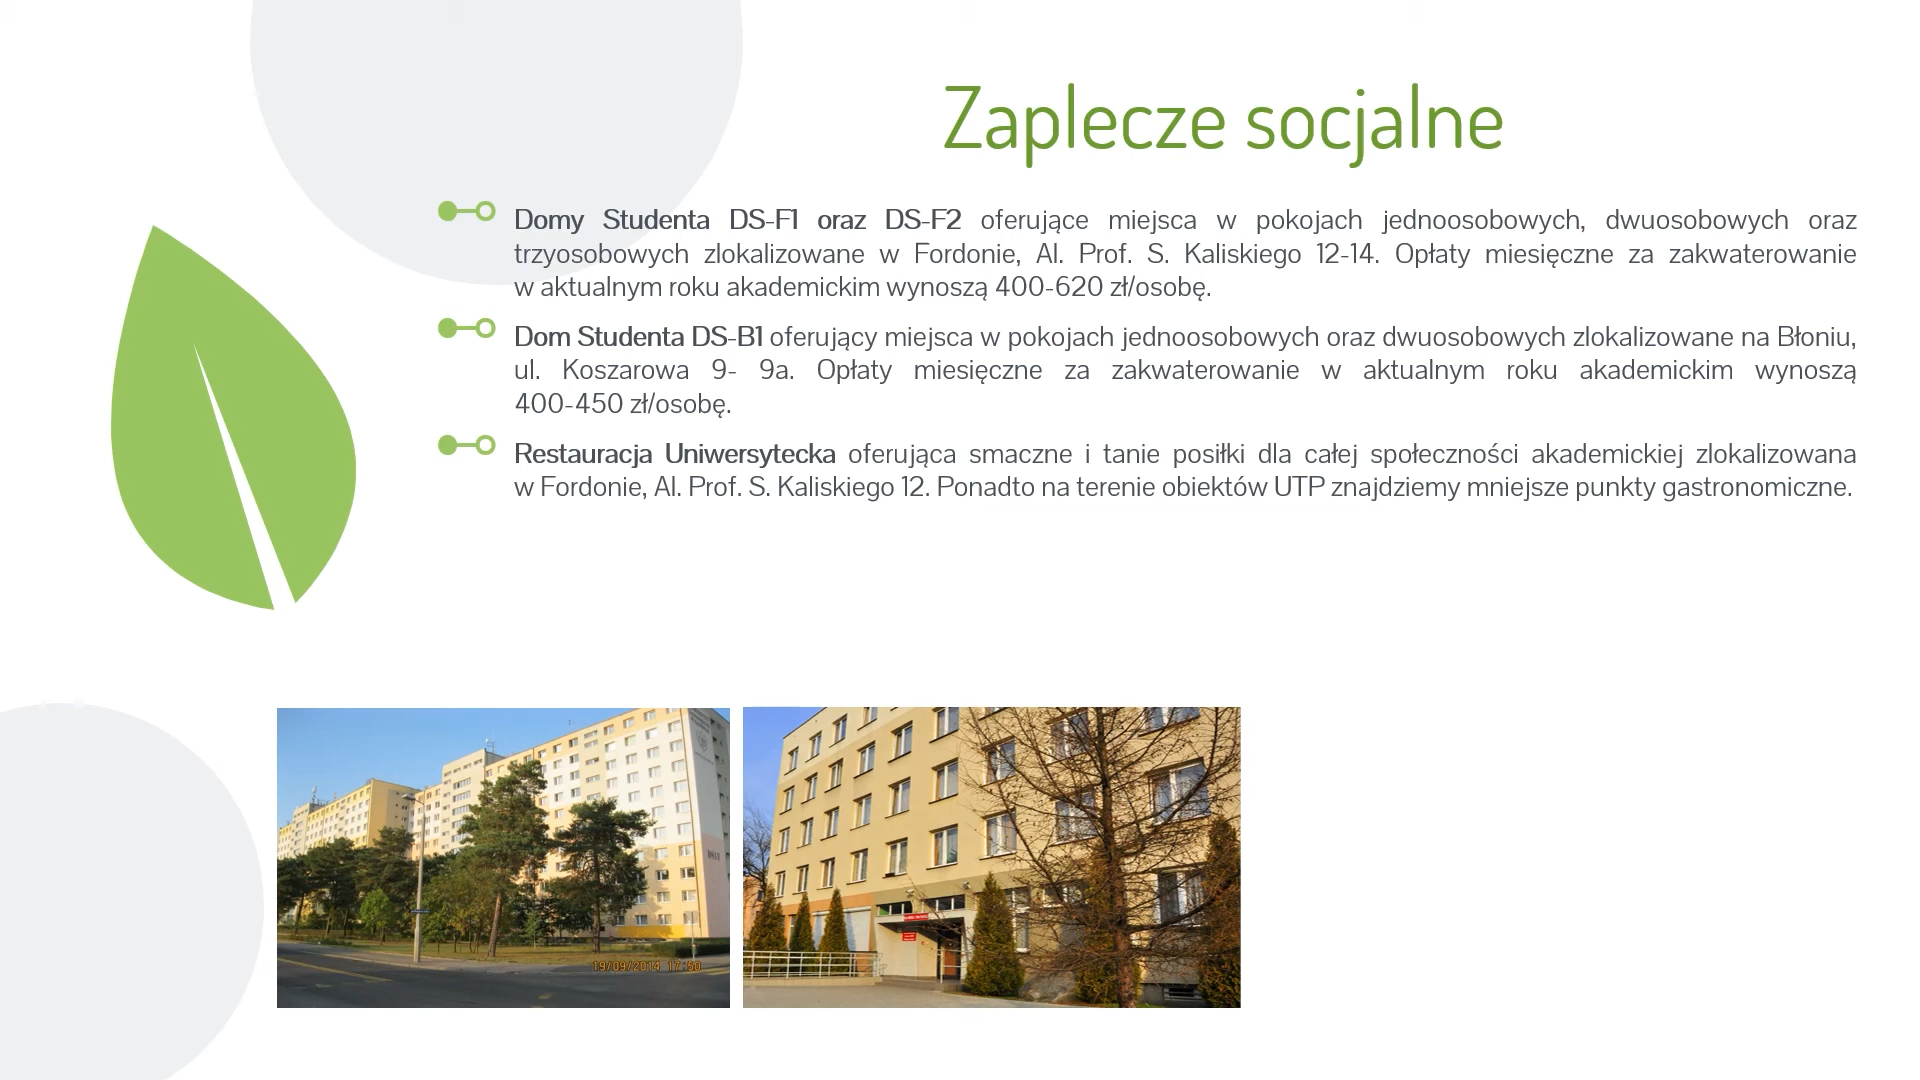 Zaplecze socjalne
Domy Studenta DS-F1 oraz DS-F2 oferujące miejsca w pokojach jednoosobowych, dwuosobowych oraz
trzyosobowych zlokalizowane w Fordonie, Al. Prof. S. Kaliskiego 12-14. Opłaty miesięczne za zakwaterowanie
w aktualnym roku akademickim wynoszą 400-620 zł/osobę.
Dom Studenta DS-B1 oferujący miejsca w pokojach jednoosobowych oraz dwuosobowych zlokalizowane na Błoniu,
ul. Koszarowa 9- 9a. Opłaty miesięczne za zakwaterowanie w aktualnym roku akademickim wynoszą
400-450 zł/osobę.
Restauracja Uniwersytecka oferująca smaczne i tanie posiłki dla całej społeczności akademickiej zlokalizowana
w Fordonie, Al. Prof. S. Kaliskiego 12. Ponadto na terenie obiektów UTP znajdziemy mniejsze punkty gastronomiczne.
19/09/2014 17:50